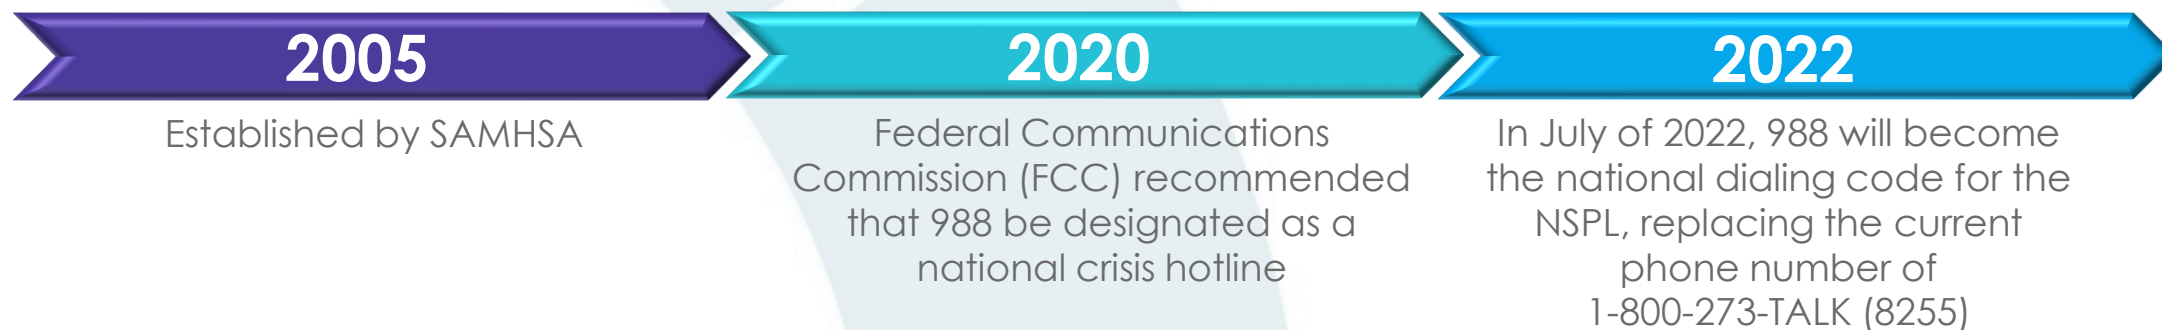 2005
Established by SAMHSA
2020
Federal Communications
Commission (FCC) recommended
that 988 be designated as a
national crisis hotline
2022
In July of 2022, 988 will become
the national dialing code for the
NSPL, replacing the current
phone number of
1-800-273-TALK (8255)